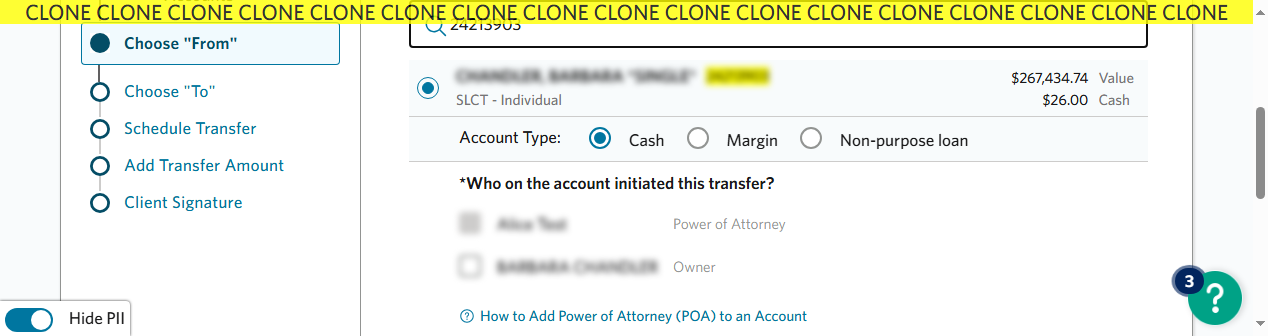 CLONE CLONE CLONE CLONE CLONE CLONE CLONE CLONE CLONE CLONE CLONE CLONE CLONE CLONE CLONE CLONE CLONE
24213903
Choose "From"
Choose "To"
Schedule Transfer
Add Transfer Amount
Client Signature
$267,434.74 Value
SLCT - Individual
$26.00 Cash
Account Type: Cash Margin Non-purpose loan
*Who on the account initiated this transfer?
Power of Attorney
Owner
How to Add Power of Attorney (POA) to an Account
Hide PII
3
?